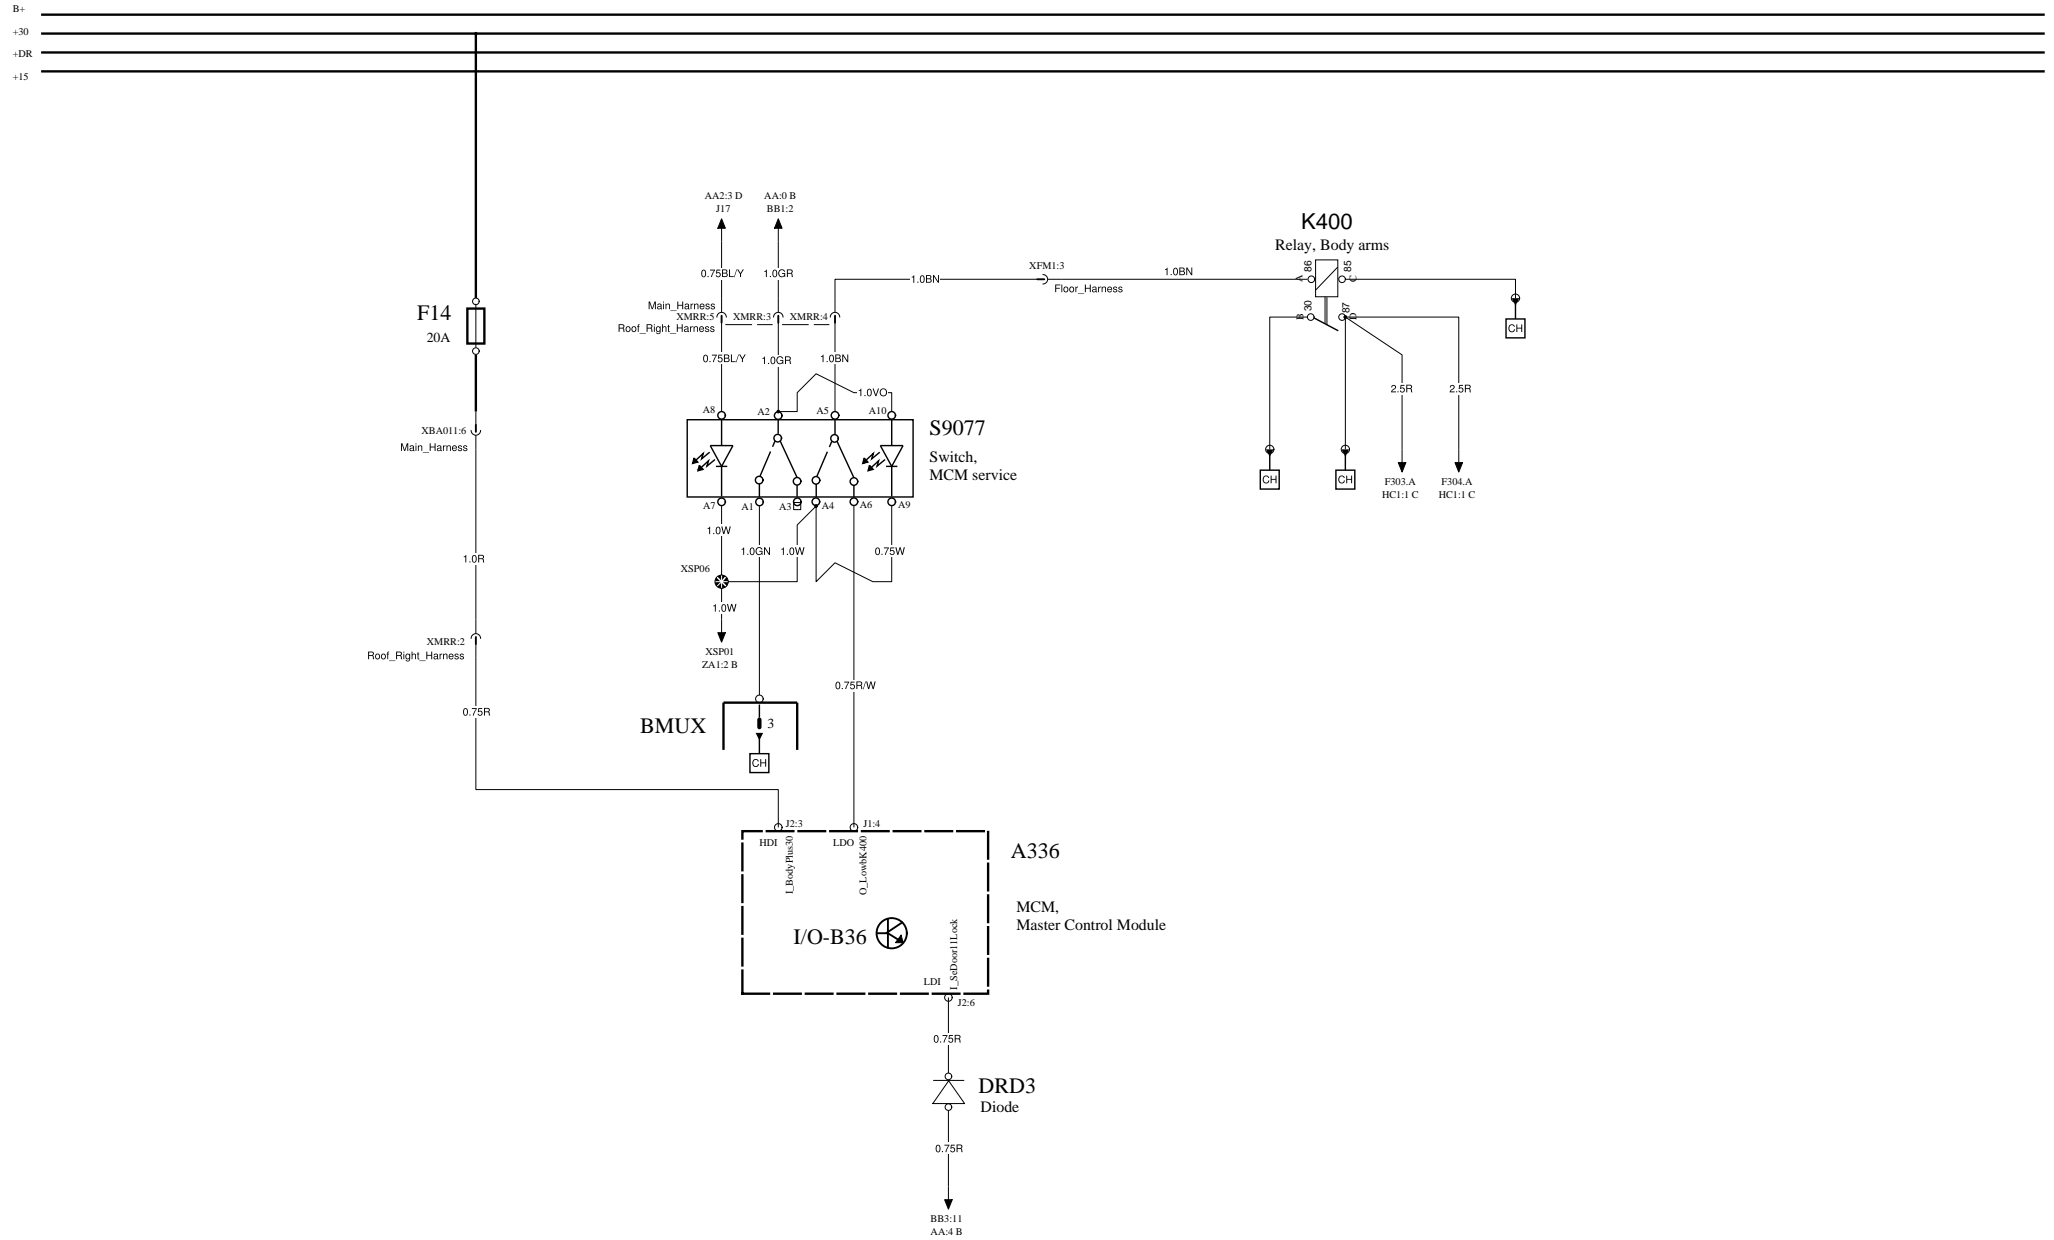 B+
+30
+DR
+15
AA2:3 D
J17
AA:0 B
BB1:2
K400
Relay, Body arms
0.75BL/Y
1.0GR
1.0BN
XFM1:3
Floor_Harness
1.0BN
A
86
85
C
CH
Main_Harness
XMRR:5
XMRR:3
XMRR:4
Roof_Right_Harness
B
30
87
D
F14
20A
0.75BL/Y
1.0GR
1.0BN
1.0VO
2.5R
2.5R
A8
A2
A5
A10
S9077
Switch,
MCM service
XBA011:6
Main_Harness
CH
CH
F303.A
HC1:1 C
F304.A
HC1:1 C
A7
A1
A3
A4
A6
A9
1.0W
1.0GN
1.0W
0.75W
1.0R
XSP06
1.0W
XMRR:2
Roof_Right_Harness
XSP01
ZA1:2 B
0.75R/W
0.75R
BMUX
3
CH
J2:3
J1:4
HDI
I_BodyPlus30
LDO
O_LowbK400
A336
MCM,
Master Control Module
I/O-B36
I_SeDoor11Lock
LDI
J2:6
0.75R
DRD3
Diode
0.75R
BB3:11
AA:4 B